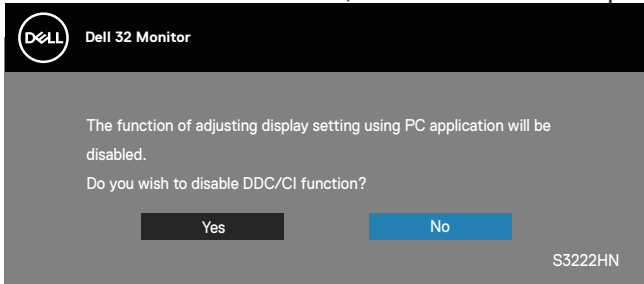 DELL
Dell 32 Monitor
The function of adjusting display setting using PC application will be
disabled.
Do you wish to disable DDC/CI function?
Yes No
S3222HN